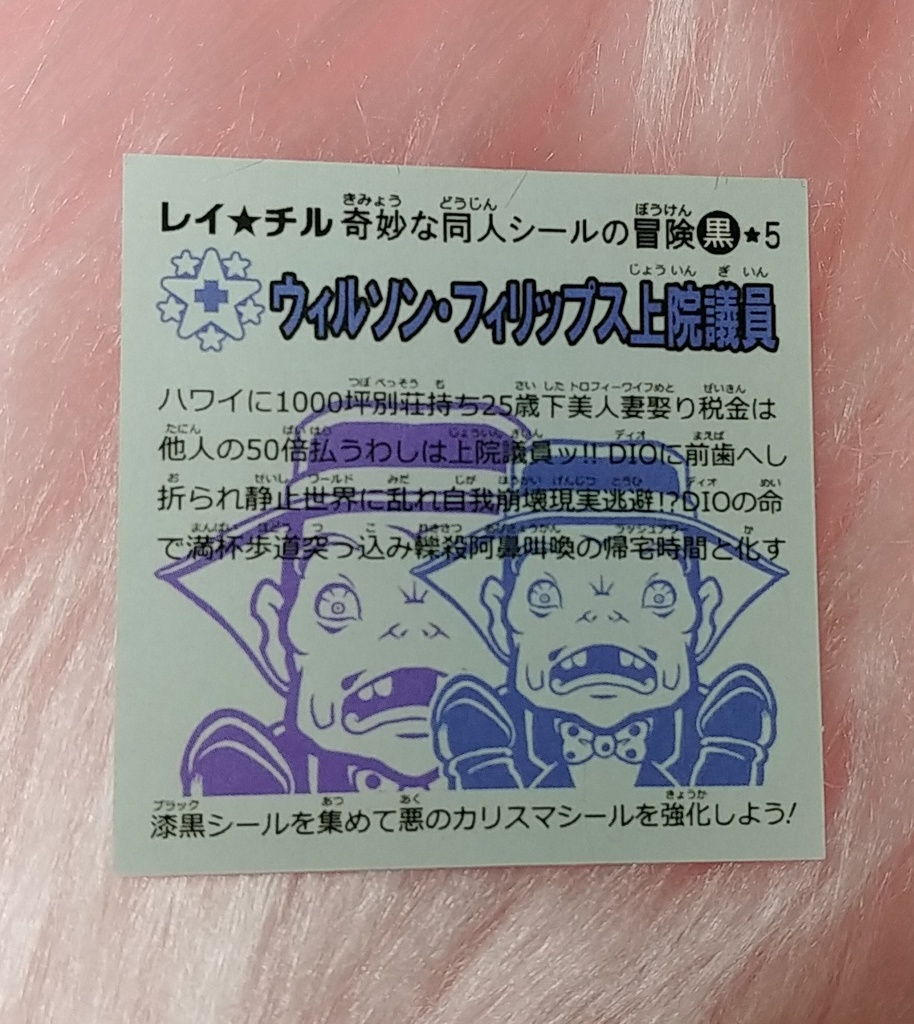 レイ★チル 奇妙な同人シールの冒険 黒 ★5
ウィルソン・フィリップス上院議員
ハワイに1000坪別荘持ち25歳下美人妻娶り税金は
他人の50倍払うわしは上院議員ッ!! DIOに前歯へし
折られ静止世界に乱れ自我崩壊現実逃避!?DIOの命
で満杯歩道突っ込み轢殺阿鼻叫喚の帰宅時間と化す
漆黒シールを集めて悪のカリスマシールを強化しよう!